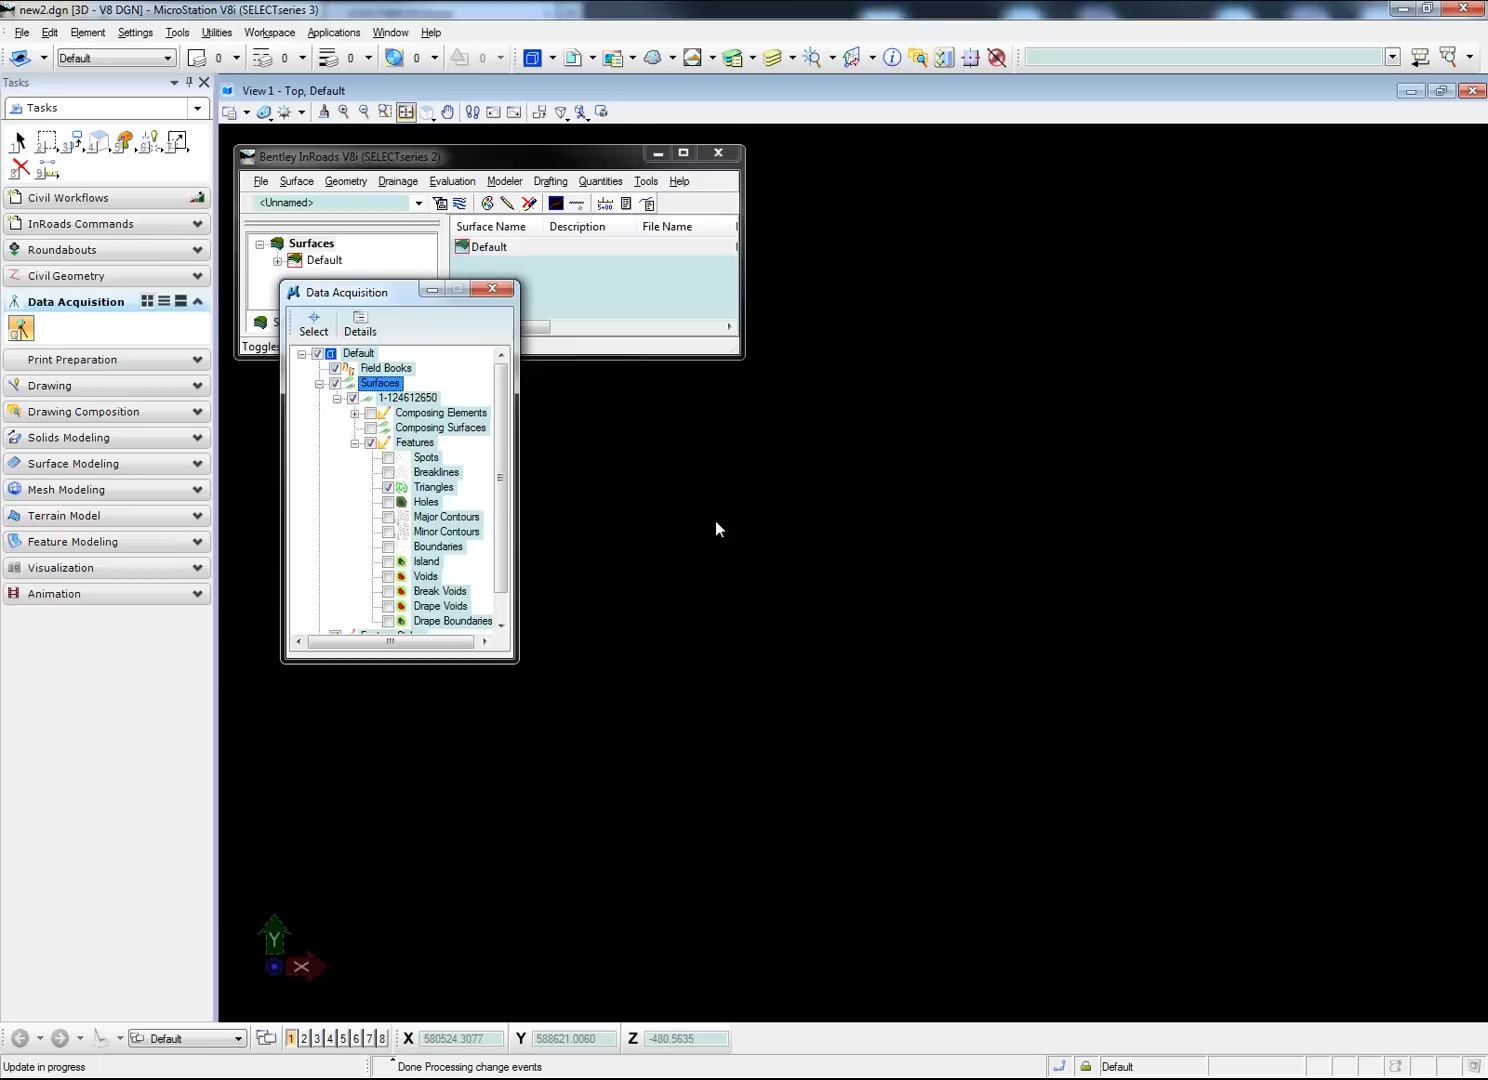 new2.dgn [3D - V8 DGN] - MicroStation V8i (SELECTseries 3)
File Edit Element Settings Tools Utilities Workspace Applications Window Help
Default 0 0 0 0 0
Tasks
View 1 - Top, Default
Tasks
Bentley InRoads V8i (SELECTseries 2)
File Surface Geometry Drainage Evaluation Modeler Drafting Quantities Tools Help
<Unnamed>
Surface Name Description File Name
Surfaces
Default
Default
Civil Workflows
InRoads Commands
Roundabouts
Civil Geometry
Data Acquisition
Print Preparation
Drawing
Drawing Composition
Solids Modeling
Surface Modeling
Mesh Modeling
Terrain Model
Feature Modeling
Visualization
Animation
Data Acquisition
Select Details
Toggles
Default
Field Books
Surfaces
1-124612650
Composing Elements
Composing Surfaces
Features
Spots
Breaklines
Triangles
Holes
Major Contours
Minor Contours
Boundaries
Island
Voids
Break Voids
Drape Voids
Drape Boundaries
Y
X
Default 1 2 3 4 5 6 7 8 X 580524.3077 Y 588621.0060 Z -480.5635
Update in progress Done Processing change events Default